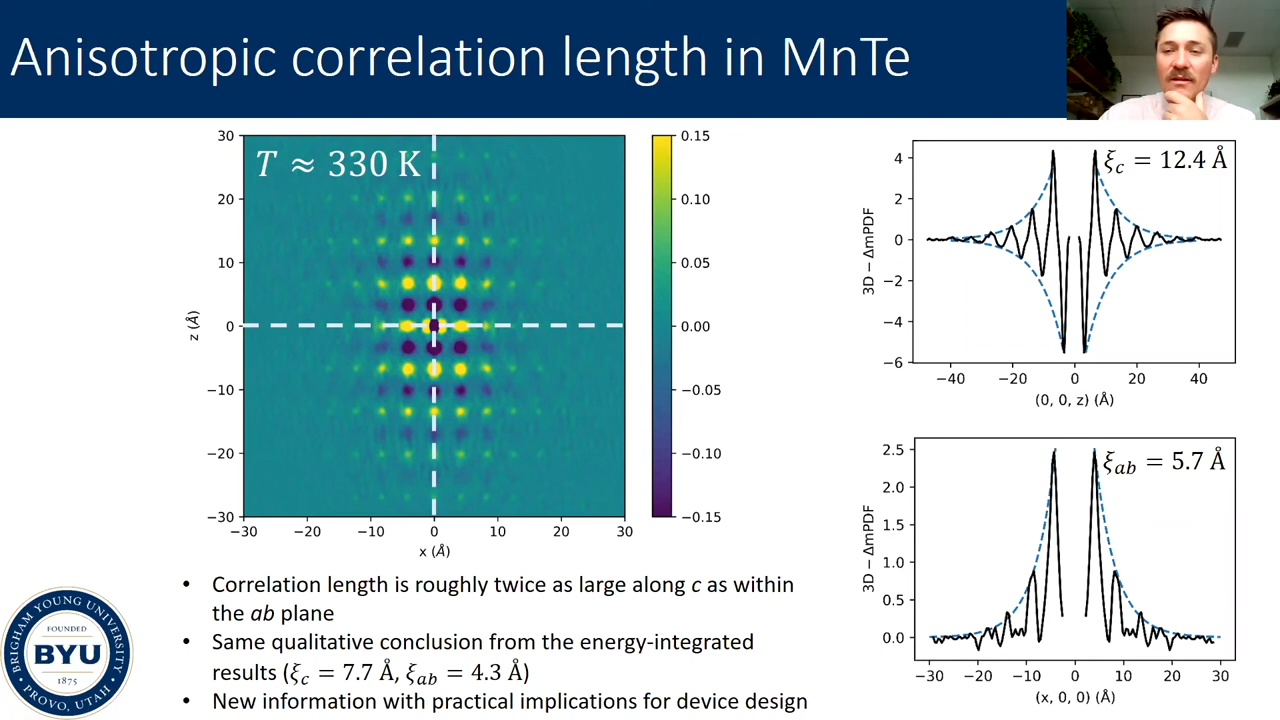 Anisotropic correlation length in MnTe
T ≈ 330 K
30
20
10
0
−10
−20
−30
z (Å)
−30 −20 −10 0 10 20 30
x (Å)
0.15
0.10
0.05
0.00
−0.05
−0.10
−0.15
ξc = 12.4 Å
4
2
0
−2
−4
−6
3D − ΔmPDF
−40 −20 0 20 40
(0, 0, z) (Å)
ξab = 5.7 Å
2.5
2.0
1.5
1.0
0.5
0.0
3D − ΔmPDF
−30 −20 −10 0 10 20 30
(x, 0, 0) (Å)
• Correlation length is roughly twice as large along c as within
the ab plane
• Same qualitative conclusion from the energy-integrated
results (ξc = 7.7 Å, ξab = 4.3 Å)
• New information with practical implications for device design
BRIGHAM YOUNG UNIVERSITY
FOUNDED
BYU
1875
PROVO, UTAH